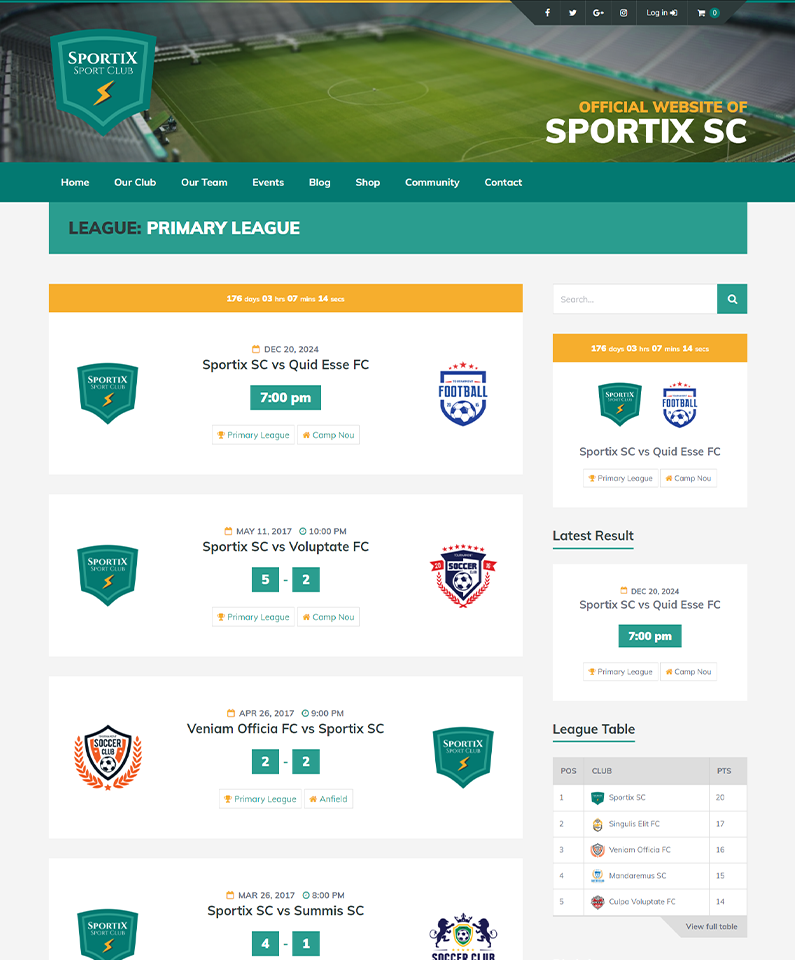 Log in
0
SPORTIX
SPORT CLUB
OFFICIAL WEBSITE OF
SPORTIX SC
Home Our Club Our Team Events Blog Shop Community Contact
LEAGUE: PRIMARY LEAGUE
176 days 03 hrs 07 mins 14 secs
DEC 20, 2024
Sportix SC vs Quid Esse FC
7:00 pm
Primary League Camp Nou
SPORTIX
SPORT CLUB
FOOTBALL
MAY 11, 2017 10:00 PM
Sportix SC vs Voluptate FC
5 - 2
Primary League Camp Nou
SPORTIX
SPORT CLUB
20 16
SOCCER
CLUB
APR 26, 2017 9:00 PM
Veniam Officia FC vs Sportix SC
2 - 2
Primary League Anfield
SOCCER
CLUB
SPORTIX
SPORT CLUB
MAR 26, 2017 8:00 PM
Sportix SC vs Summis SC
4 - 1
SPORTIX
SPORT CLUB
SOCCER CLUB
Search...
176 days 03 hrs 07 mins 14 secs
SPORTIX
SPORT CLUB
FOOTBALL
Sportix SC vs Quid Esse FC
Primary League Camp Nou
Latest Result
DEC 20, 2024
Sportix SC vs Quid Esse FC
7:00 pm
Primary League Camp Nou
League Table
POS CLUB PTS
1 Sportix SC 20
2 Singulis Elit FC 17
3 Veniam Officia FC 16
4 Mandaremus SC 15
5 Culpa Voluptate FC 14
View full table